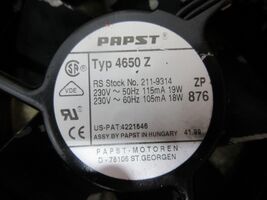 PAPST
Typ 4650 Z
RS Stock No. 211-9314
230V ~ 50Hz 115mA 19W
230V ~ 60Hz 105mA 18W
ZP
876
VDE
US-PAT.4221546
ASSY.BY PAPST IN HUNGARY 41.99
PAPST-MOTOREN
D-78106 ST GEORGEN